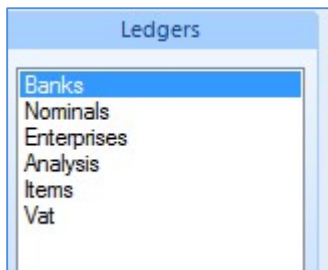 Ledgers
Banks
Nominals
Enterprises
Analysis
Items
Vat